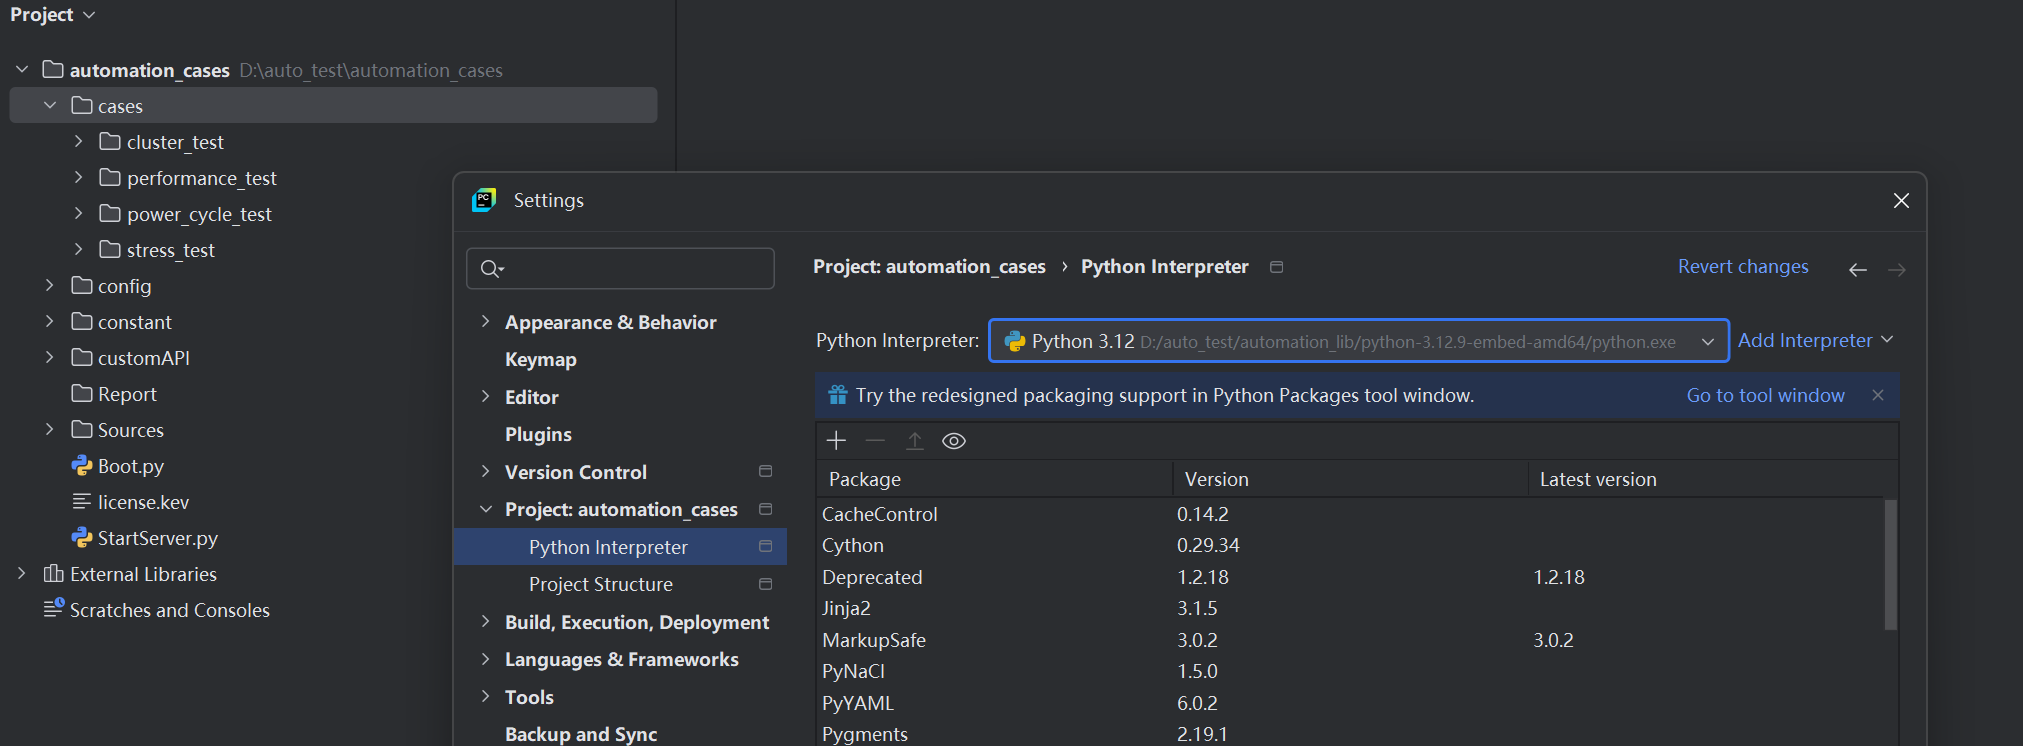 Project
automation_cases D:\auto_test\automation_cases
cases
cluster_test
performance_test
power_cycle_test
stress_test
config
constant
customAPI
Report
Sources
Boot.py
license.key
StartServer.py
External Libraries
Scratches and Consoles
PC Settings
Appearance & Behavior
Keymap
Editor
Plugins
Version Control
Project: automation_cases
Python Interpreter
Project Structure
Build, Execution, Deployment
Languages & Frameworks
Tools
Backup and Sync
Project: automation_cases › Python Interpreter Revert changes
Python Interpreter: Python 3.12 D:/auto_test/automation_lib/python-3.12.9-embed-amd64/python.exe Add Interpreter
Try the redesigned packaging support in Python Packages tool window. Go to tool window
Package Version Latest version
CacheControl 0.14.2
Cython 0.29.34
Deprecated 1.2.18 1.2.18
Jinja2 3.1.5
MarkupSafe 3.0.2 3.0.2
PyNaCl 1.5.0
PyYAML 6.0.2
Pygments 2.19.1